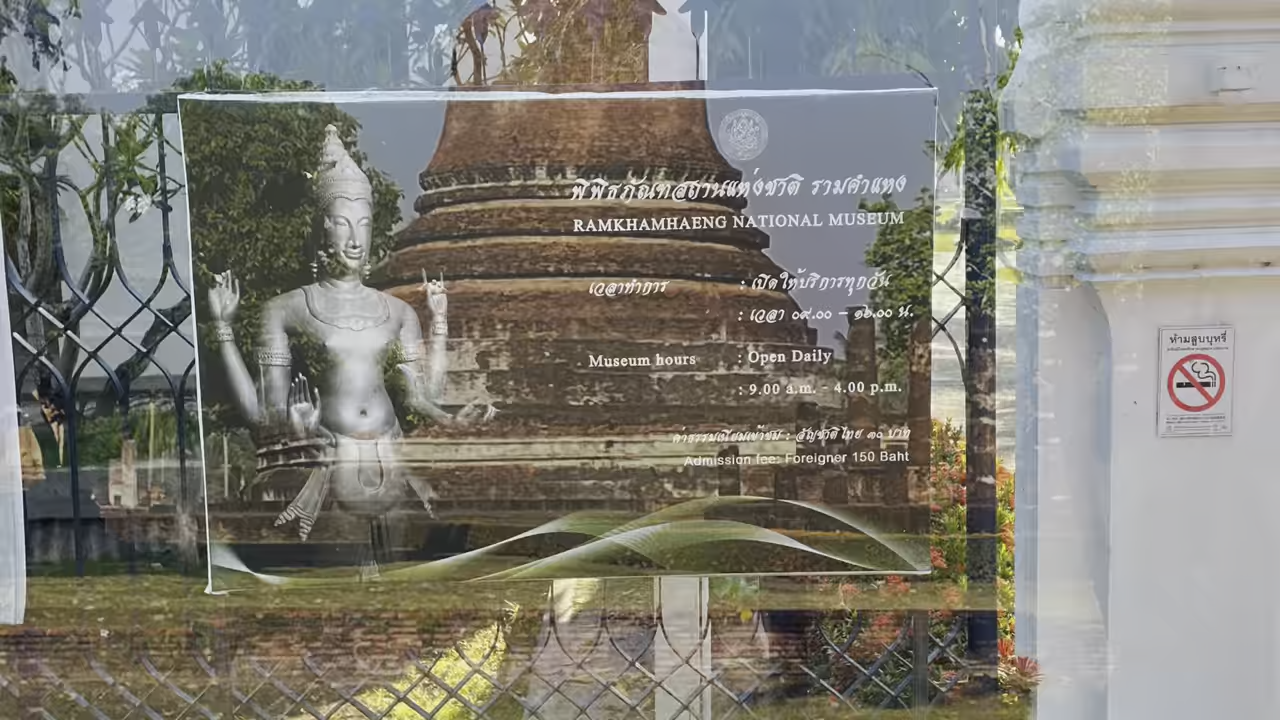 พิพิธภัณฑสถานแห่งชาติ รามคำแหง
RAMKHAMHAENG NATIONAL MUSEUM
เวลาทำการ : เปิดให้บริการทุกวัน
: เวลา ๐๙.๐๐ – ๑๖.๐๐ น.
Museum hours : Open Daily
: 9.00 a.m. - 4.00 p.m.
ค่าธรรมเนียมเข้าชม : สัญชาติไทย ๓๐ บาท
Admission fee: Foreigner 150 Baht
ห้ามสูบบุหรี่